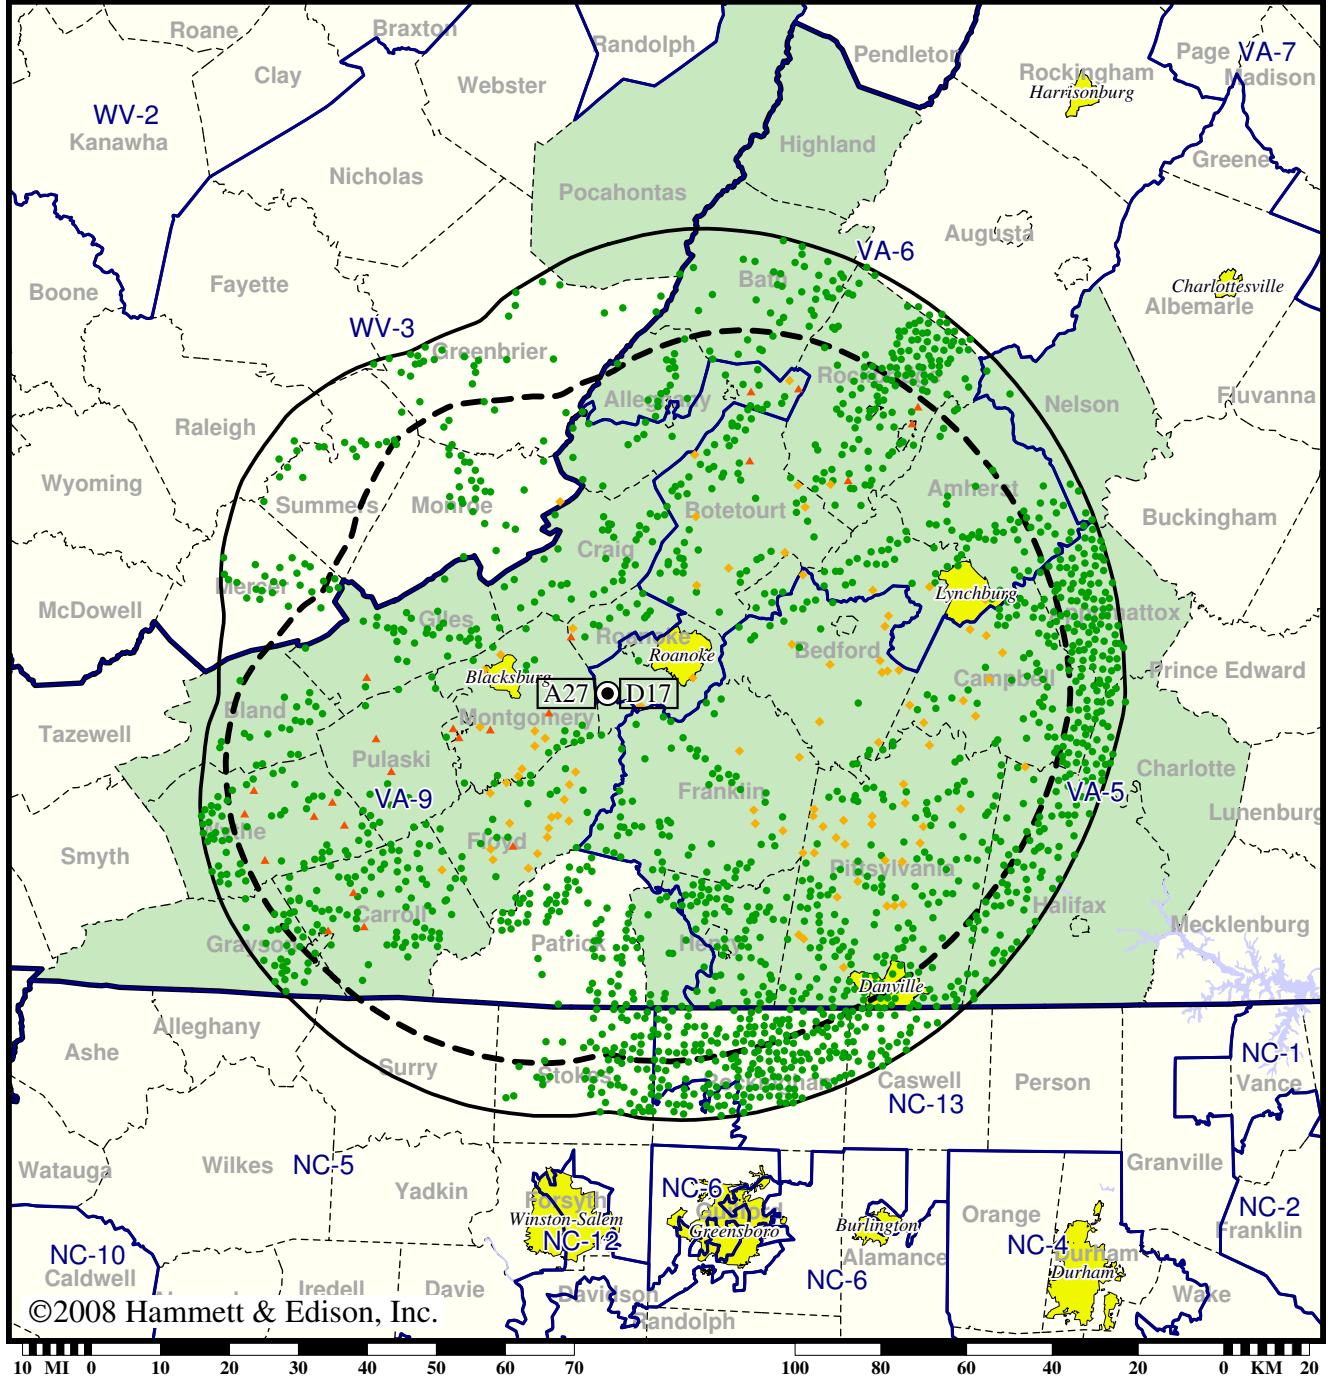 Roane
Braxton
Randolph
Pendleton
Page
VA-7
Clay
Webster
Rockingham
Madison
Harrisonburg
WV-2
Kanawha
Highland
Greene
Nicholas
Pocahontas
Augusta
VA-6
Boone
Fayette
Bath
Charlottesville
Albemarle
WV-3
Greenbrier
Raleigh
Alleghany
Nelson
Fluvanna
Wyoming
Summers
Monroe
Botetourt
Amherst
Buckingham
Craig
McDowell
Mercer
Giles
Lynchburg
Roanoke
Roanoke
Bedford
Blacksburg
Campbell
Prince Edward
A27
D17
Bland
Montgomery
Tazewell
Pulaski
Charlotte
VA-9
Franklin
VA-5
Lunenburg
Smyth
Floyd
Pittsylvania
Carroll
Halifax
Mecklenburg
Patrick
Henry
Danville
Alleghany
Ashe
Surry
Stokes
Caswell
Person
NC-1
Vance
NC-13
Watauga
Wilkes
NC-5
Yadkin
Granville
Forsyth
NC-6
Guilford
Winston-Salem
Greensboro
Burlington
Orange
NC-2
Franklin
NC-10
NC-12
Alamance
NC-4
Durham
Durham
Caldwell
Iredell
Davie
NC-6
Davidson
Wake
Randolph
©2008 Hammett & Edison, Inc.
10 MI 0 10 20 30 40 50 60 70
100 80 60 40 20 0 KM 20